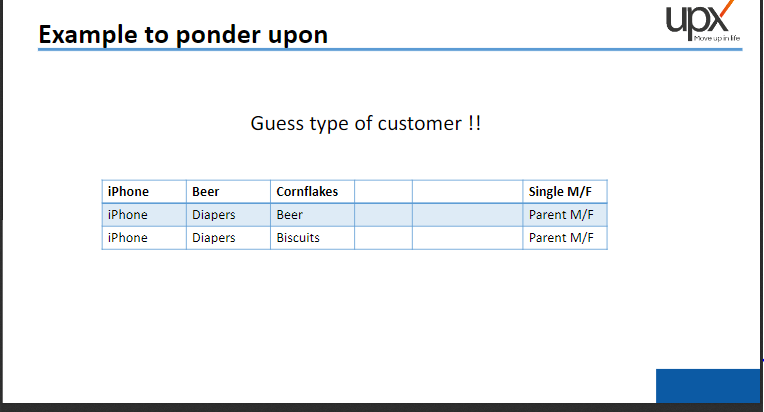 Example to ponder upon
upx
Move up in life
Guess type of customer !!
iPhone Beer Cornflakes Single M/F
iPhone Diapers Beer Parent M/F
iPhone Diapers Biscuits Parent M/F